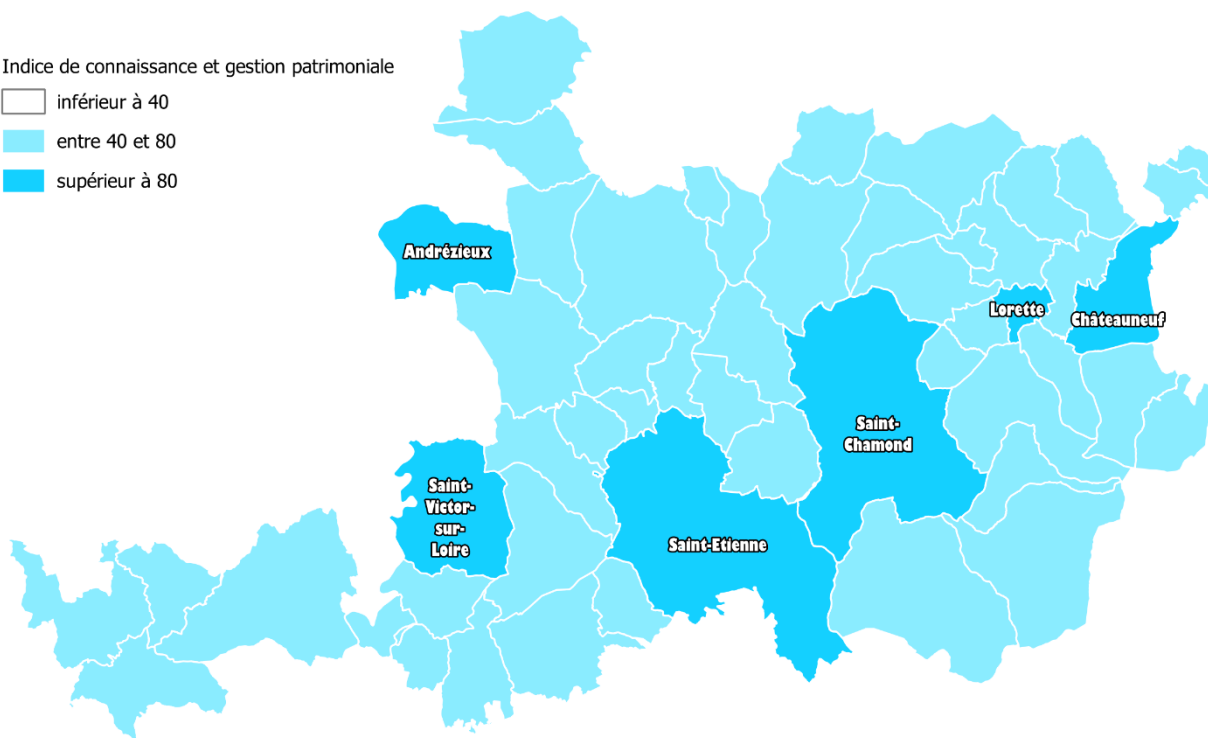 Indice de connaissance et gestion patrimoniale
inférieur à 40
entre 40 et 80
supérieur à 80
Andrézieux
Lorette
Châteauneuf
Saint-
Chamond
Saint-
Victor-
sur-
Loire
Saint-Etienne